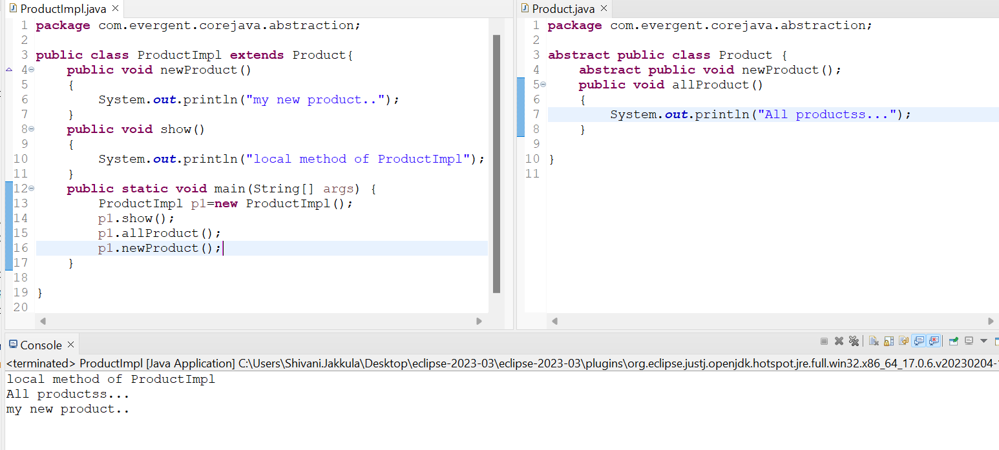 ProductImpl.java
1 package com.evergent.corejava.abstraction;
2
3 public class ProductImpl extends Product{
4 public void newProduct()
5 {
6 System.out.println("my new product..");
7 }
8 public void show()
9 {
10 System.out.println("local method of ProductImpl");
11 }
12 public static void main(String[] args) {
13 ProductImpl p1=new ProductImpl();
14 p1.show();
15 p1.allProduct();
16 p1.newProduct();
17 }
18
19 }
20
Product.java
1 package com.evergent.corejava.abstraction;
2
3 abstract public class Product {
4 abstract public void newProduct();
5 public void allProduct()
6 {
7 System.out.println("All productss...");
8 }
9
10 }
11
Console
<terminated> ProductImpl [Java Application] C:\Users\Shivani.Jakkula\Desktop\eclipse-2023-03\eclipse-2023-03\plugins\org.eclipse.justj.openjdk.hotspot.jre.full.win32.x86_64_17.0.6.v20230204-
local method of ProductImpl
All productss...
my new product..